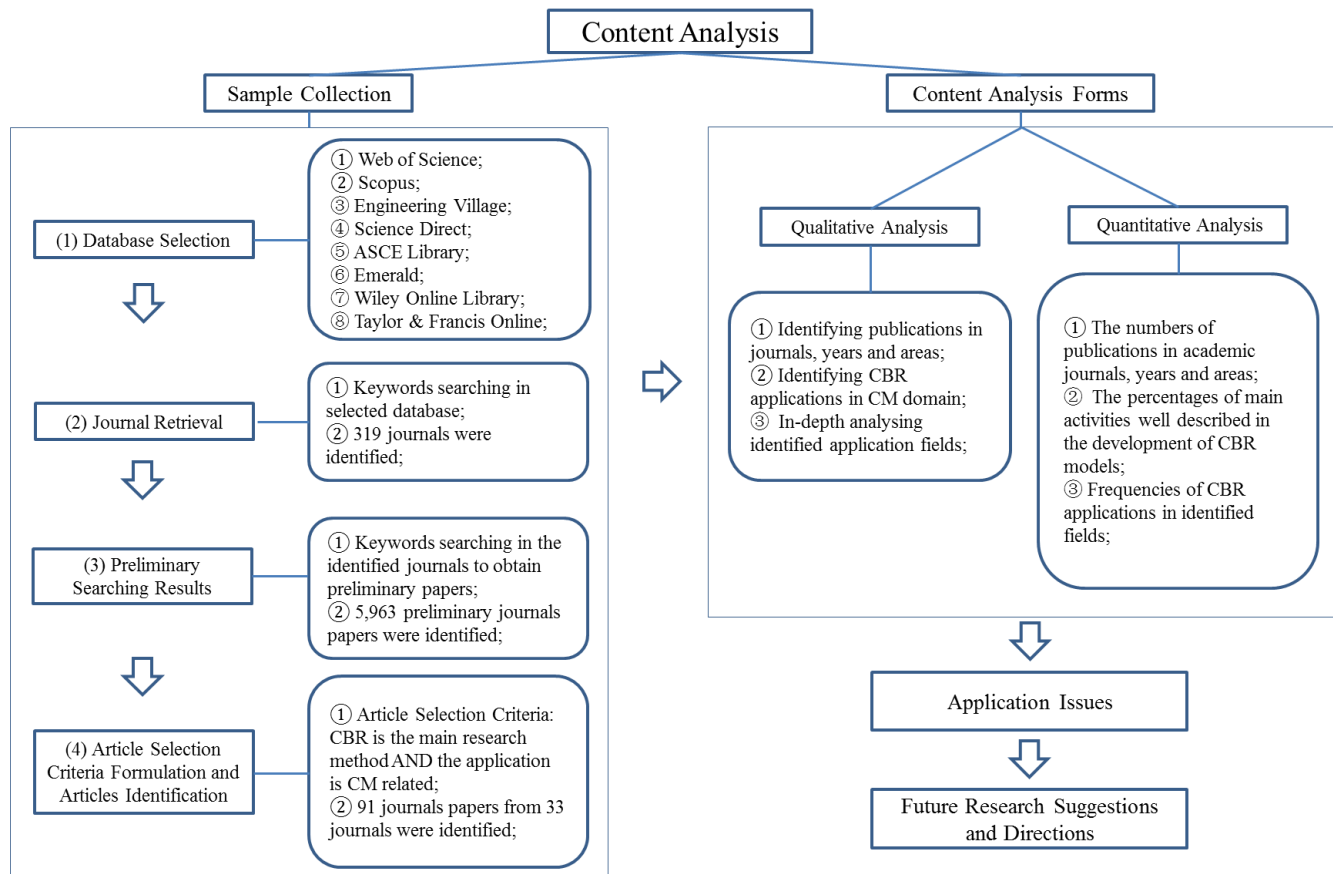 Content Analysis
Sample Collection
(1) Database Selection
① Web of Science;
② Scopus;
③ Engineering Village;
④ Science Direct;
⑤ ASCE Library;
⑥ Emerald;
⑦ Wiley Online Library;
⑧ Taylor & Francis Online;
(2) Journal Retrieval
① Keywords searching in
selected database;
② 319 journals were
identified;
(3) Preliminary
Searching Results
① Keywords searching in the
identified journals to obtain
preliminary papers;
② 5,963 preliminary journals
papers were identified;
(4) Article Selection
Criteria Formulation and
Articles Identification
① Article Selection Criteria:
CBR is the main research
method AND the application
is CM related;
② 91 journals papers from 33
journals were identified;
Content Analysis Forms
Qualitative Analysis
① Identifying publications in
journals, years and areas;
② Identifying CBR
applications in CM domain;
③ In-depth analysing
identified application fields;
Quantitative Analysis
① The numbers of
publications in academic
journals, years and areas;
② The percentages of main
activities well described in
the development of CBR
models;
③ Frequencies of CBR
applications in identified
fields;
Application Issues
Future Research Suggestions
and Directions